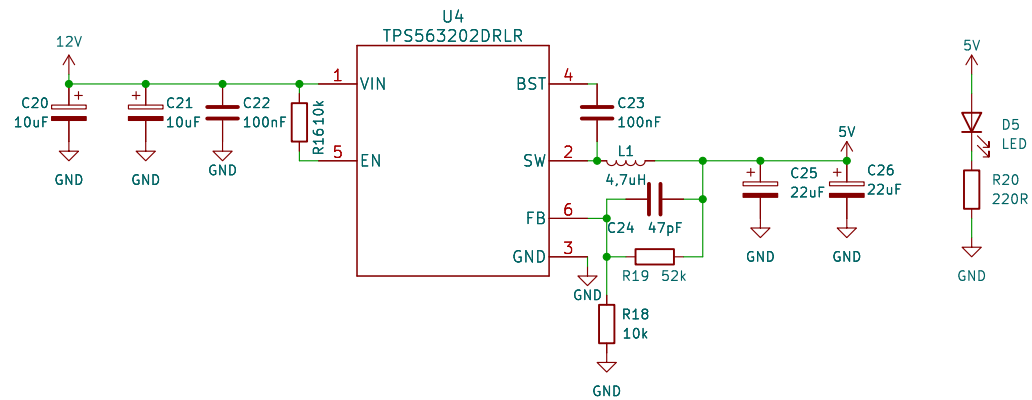 U4
TPS563202DRLR
12V
5V
1
VIN
BST
4
+
C20
10uF
+
C21
10uF
C22
100nF
R16
10k
C23
100nF
D5
LED
5
EN
SW
2
L1
4,7uH
5V
GND
GND
GND
+
C25
22uF
+
C26
22uF
R20
220R
FB
6
C24
47pF
GND
3
GND
R19
52k
GND
GND
GND
R18
10k
GND